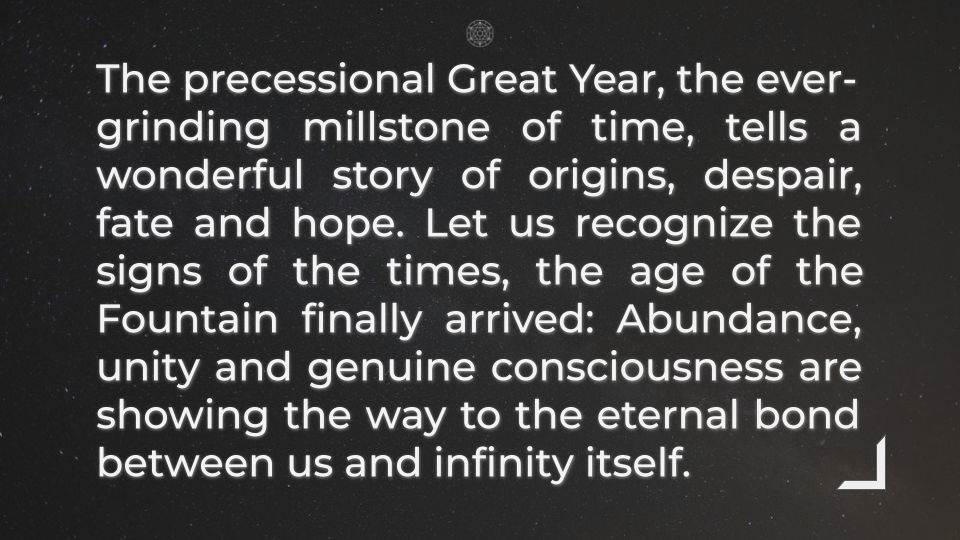 The precessional Great Year, the ever-
grinding millstone of time, tells a
wonderful story of origins, despair,
fate and hope. Let us recognize the
signs of the times, the age of the
Fountain finally arrived: Abundance,
unity and genuine consciousness are
showing the way to the eternal bond
between us and infinity itself.